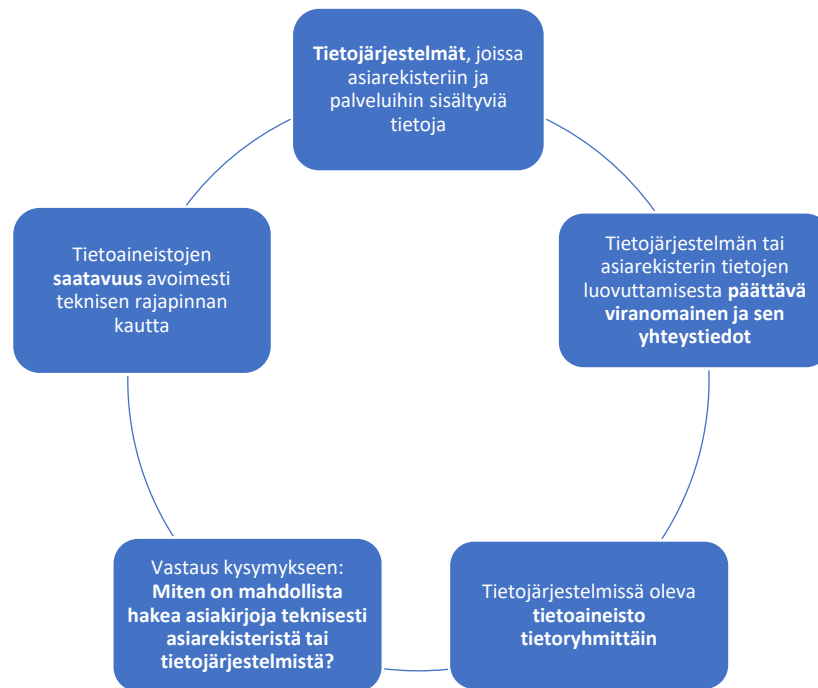 Tietojärjestelmät, joissa
asiarekisteriin ja
palveluihin sisältyviä
tietoja
Tietojärjestelmän tai
asiarekisterin tietojen
luovuttamisesta päättävä
viranomainen ja sen
yhteystiedot
Tietojärjestelmissä oleva
tietoaineisto
tietoryhmittäin
Vastaus kysymykseen:
Miten on mahdollista
hakea asiakirjoja teknisesti
asiarekisteristä tai
tietojärjestelmistä?
Tietoaineistojen
saatavuus avoimesti
teknisen rajapinnan
kautta